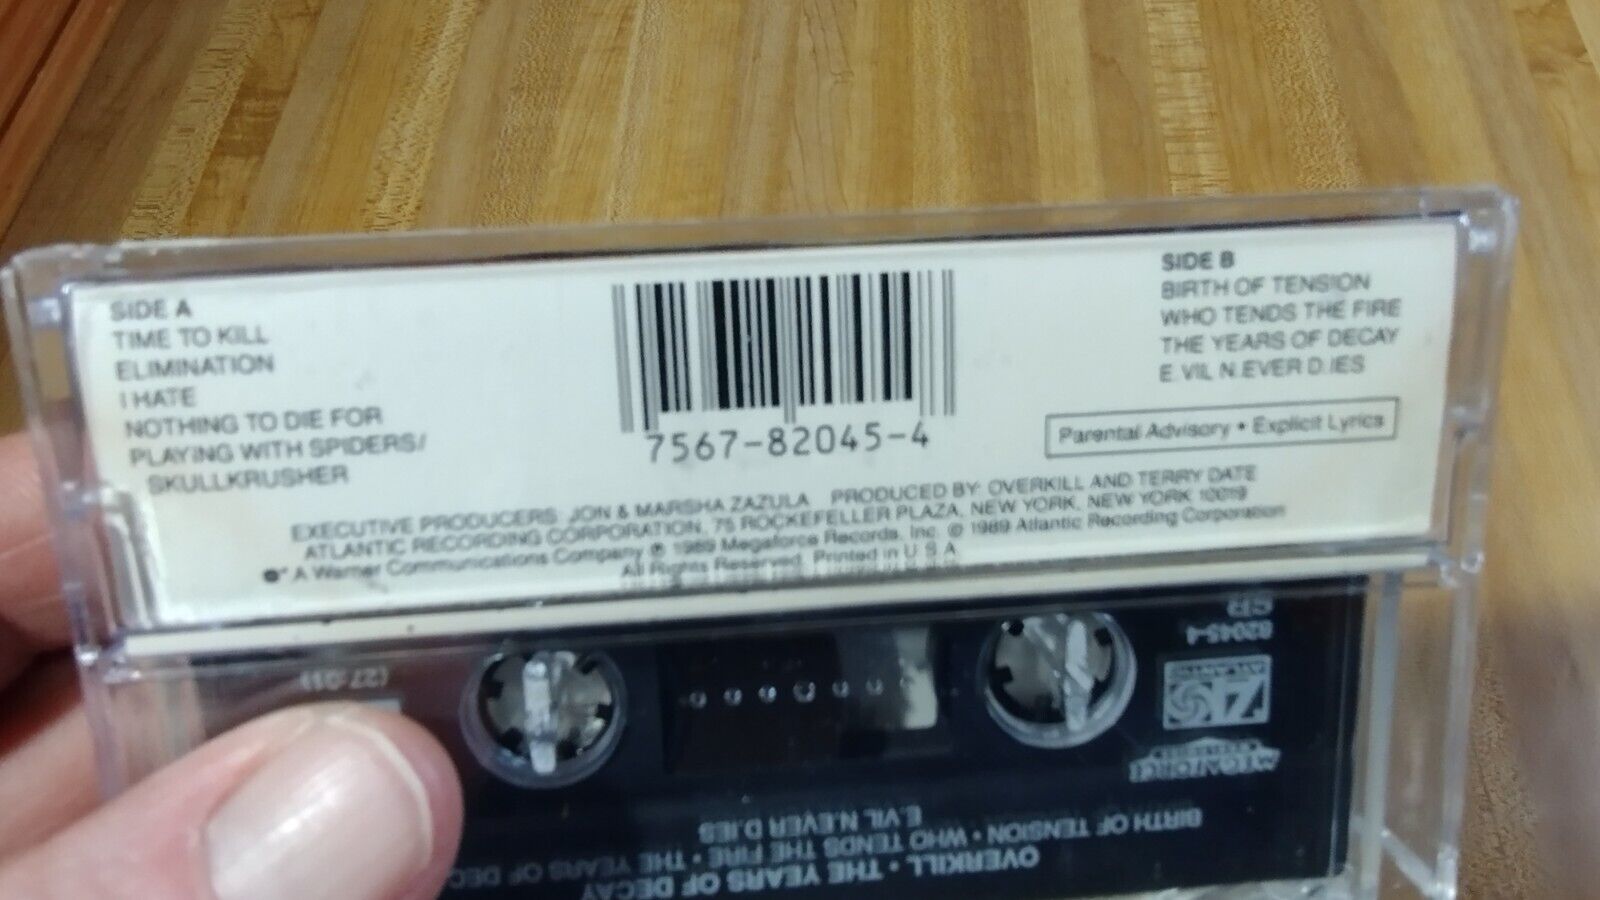 SIDE A
TIME TO KILL
ELIMINATION
I HATE
NOTHING TO DIE FOR
PLAYING WITH SPIDERS/
SKULLKRUSHER
7567-82045-4
SIDE B
BIRTH OF TENSION
WHO TENDS THE FIRE
THE YEARS OF DECAY
E.VIL N.EVER D.IES
Parental Advisory • Explicit Lyrics
EXECUTIVE PRODUCERS: JON & MARSHA ZAZULA PRODUCED BY: OVERKILL AND TERRY DATE
ATLANTIC RECORDING CORPORATION, 75 ROCKEFELLER PLAZA, NEW YORK, NEW YORK 10019
A Warner Communications Company ℗ 1989 Megaforce Records, Inc. © 1989 Atlantic Recording Corporation
All Rights Reserved. Printed in U.S.A.
OVERKILL • THE YEARS OF DECAY
BIRTH OF TENSION • WHO TENDS THE FIRE • THE YEARS OF DEC
E.VIL N.EVER D.IES
MEGAFORCE
ATLANTIC
82045-4
(27:01)